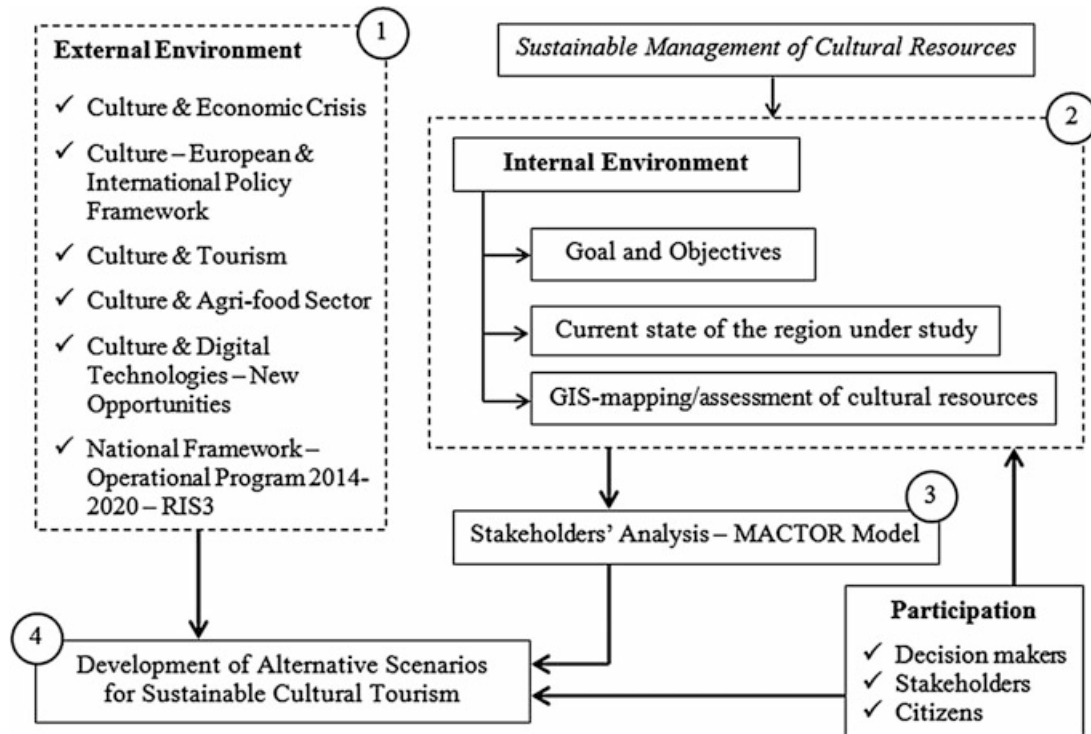 1
External Environment
✓ Culture & Economic Crisis
✓ Culture – European &
International Policy
Framework
✓ Culture & Tourism
✓ Culture & Agri-food Sector
✓ Culture & Digital
Technologies – New
Opportunities
✓ National Framework –
Operational Program 2014-
2020 – RIS3
Sustainable Management of Cultural Resources
2
Internal Environment
Goal and Objectives
Current state of the region under study
GIS-mapping/assessment of cultural resources
3
Stakeholders' Analysis – MACTOR Model
4
Development of Alternative Scenarios
for Sustainable Cultural Tourism
Participation
✓ Decision makers
✓ Stakeholders
✓ Citizens